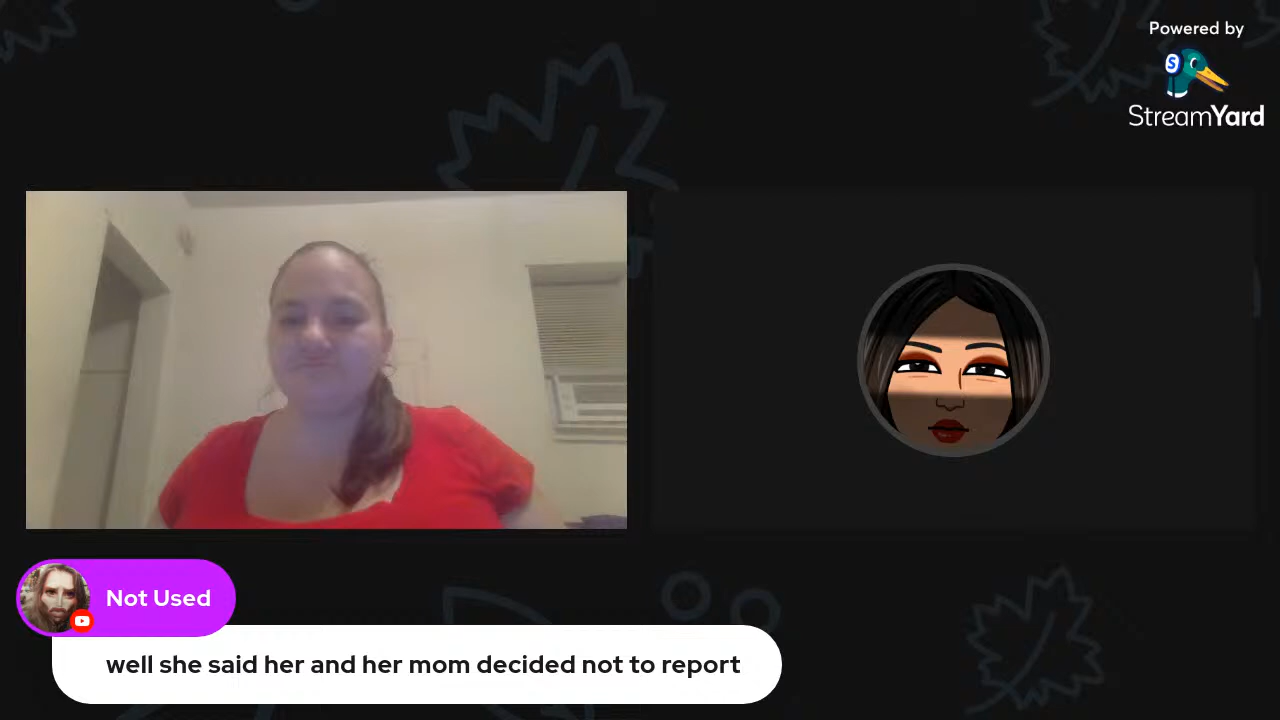 Powered by
S
StreamYard
Not Used
well she said her and her mom decided not to report